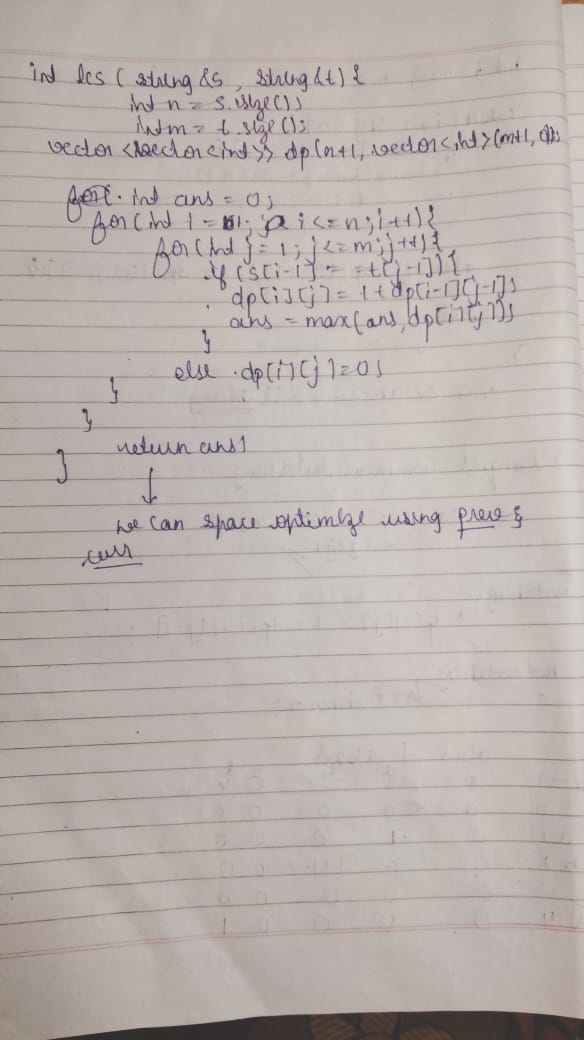 int lcs ( string &s , string &t) {
int n = s.size();
int m = t.size();
vector <vector<int>> dp(n+1, vector<int>(m+1, 0));
int ans = 0;
for(int i = 1; i <= n; i++) {
for(int j = 1; j <= m; j++) {
if (s[i-1] == t[j-1]) {
dp[i][j] = 1 + dp[i-1][j-1];
ans = max(ans, dp[i][j]);
}
else dp[i][j] = 0;
}
}
return ans;
}
we can space optimize using prev &
curr